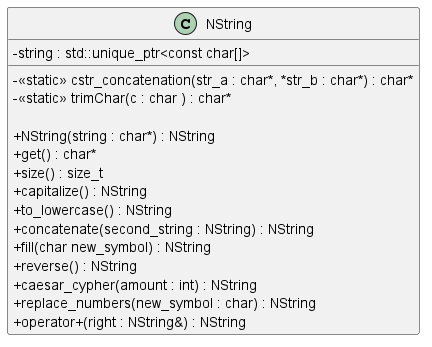 C NString
-string : std::unique_ptr<const char[]>
-«static» cstr_concatenation(str_a : char*, *str_b : char*) : char*
-«static» trimChar(c : char ) : char*
+NString(string : char*) : NString
+get() : char*
+size() : size_t
+capitalize() : NString
+to_lowercase() : NString
+concatenate(second_string : NString) : NString
+fill(char new_symbol) : NString
+reverse() : NString
+caesar_cypher(amount : int) : NString
+replace_numbers(new_symbol : char) : NString
+operator+(right : NString&) : NString